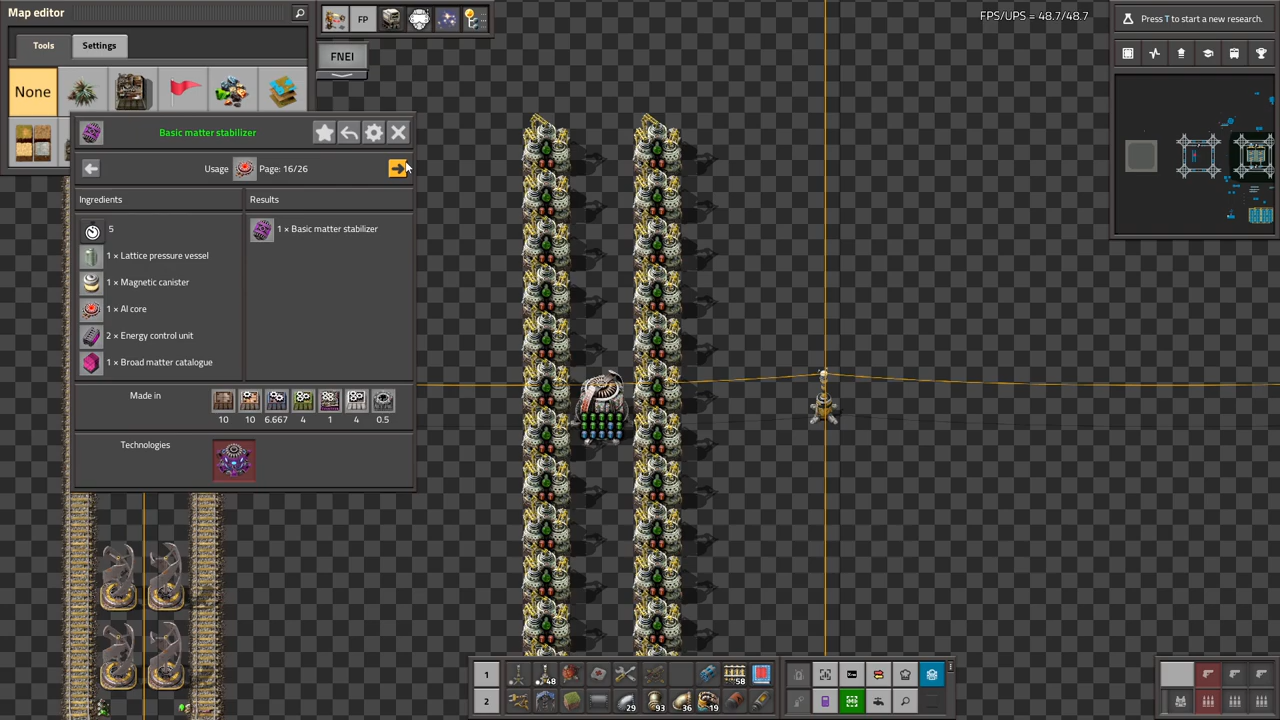 Map editor
FP
FPS/UPS = 48.7/48.7
Press T to start a new research.
Tools
Settings
FNEI
None
Basic matter stabilizer
Usage
Page: 16/26
Ingredients
Results
5
1 × Basic matter stabilizer
1 × Lattice pressure vessel
1 × Magnetic canister
1 × AI core
2 × Energy control unit
1 × Broad matter catalogue
Made in
10
10
6.667
4
1
4
0.5
Technologies
1
48
58
2
29
93
36
19